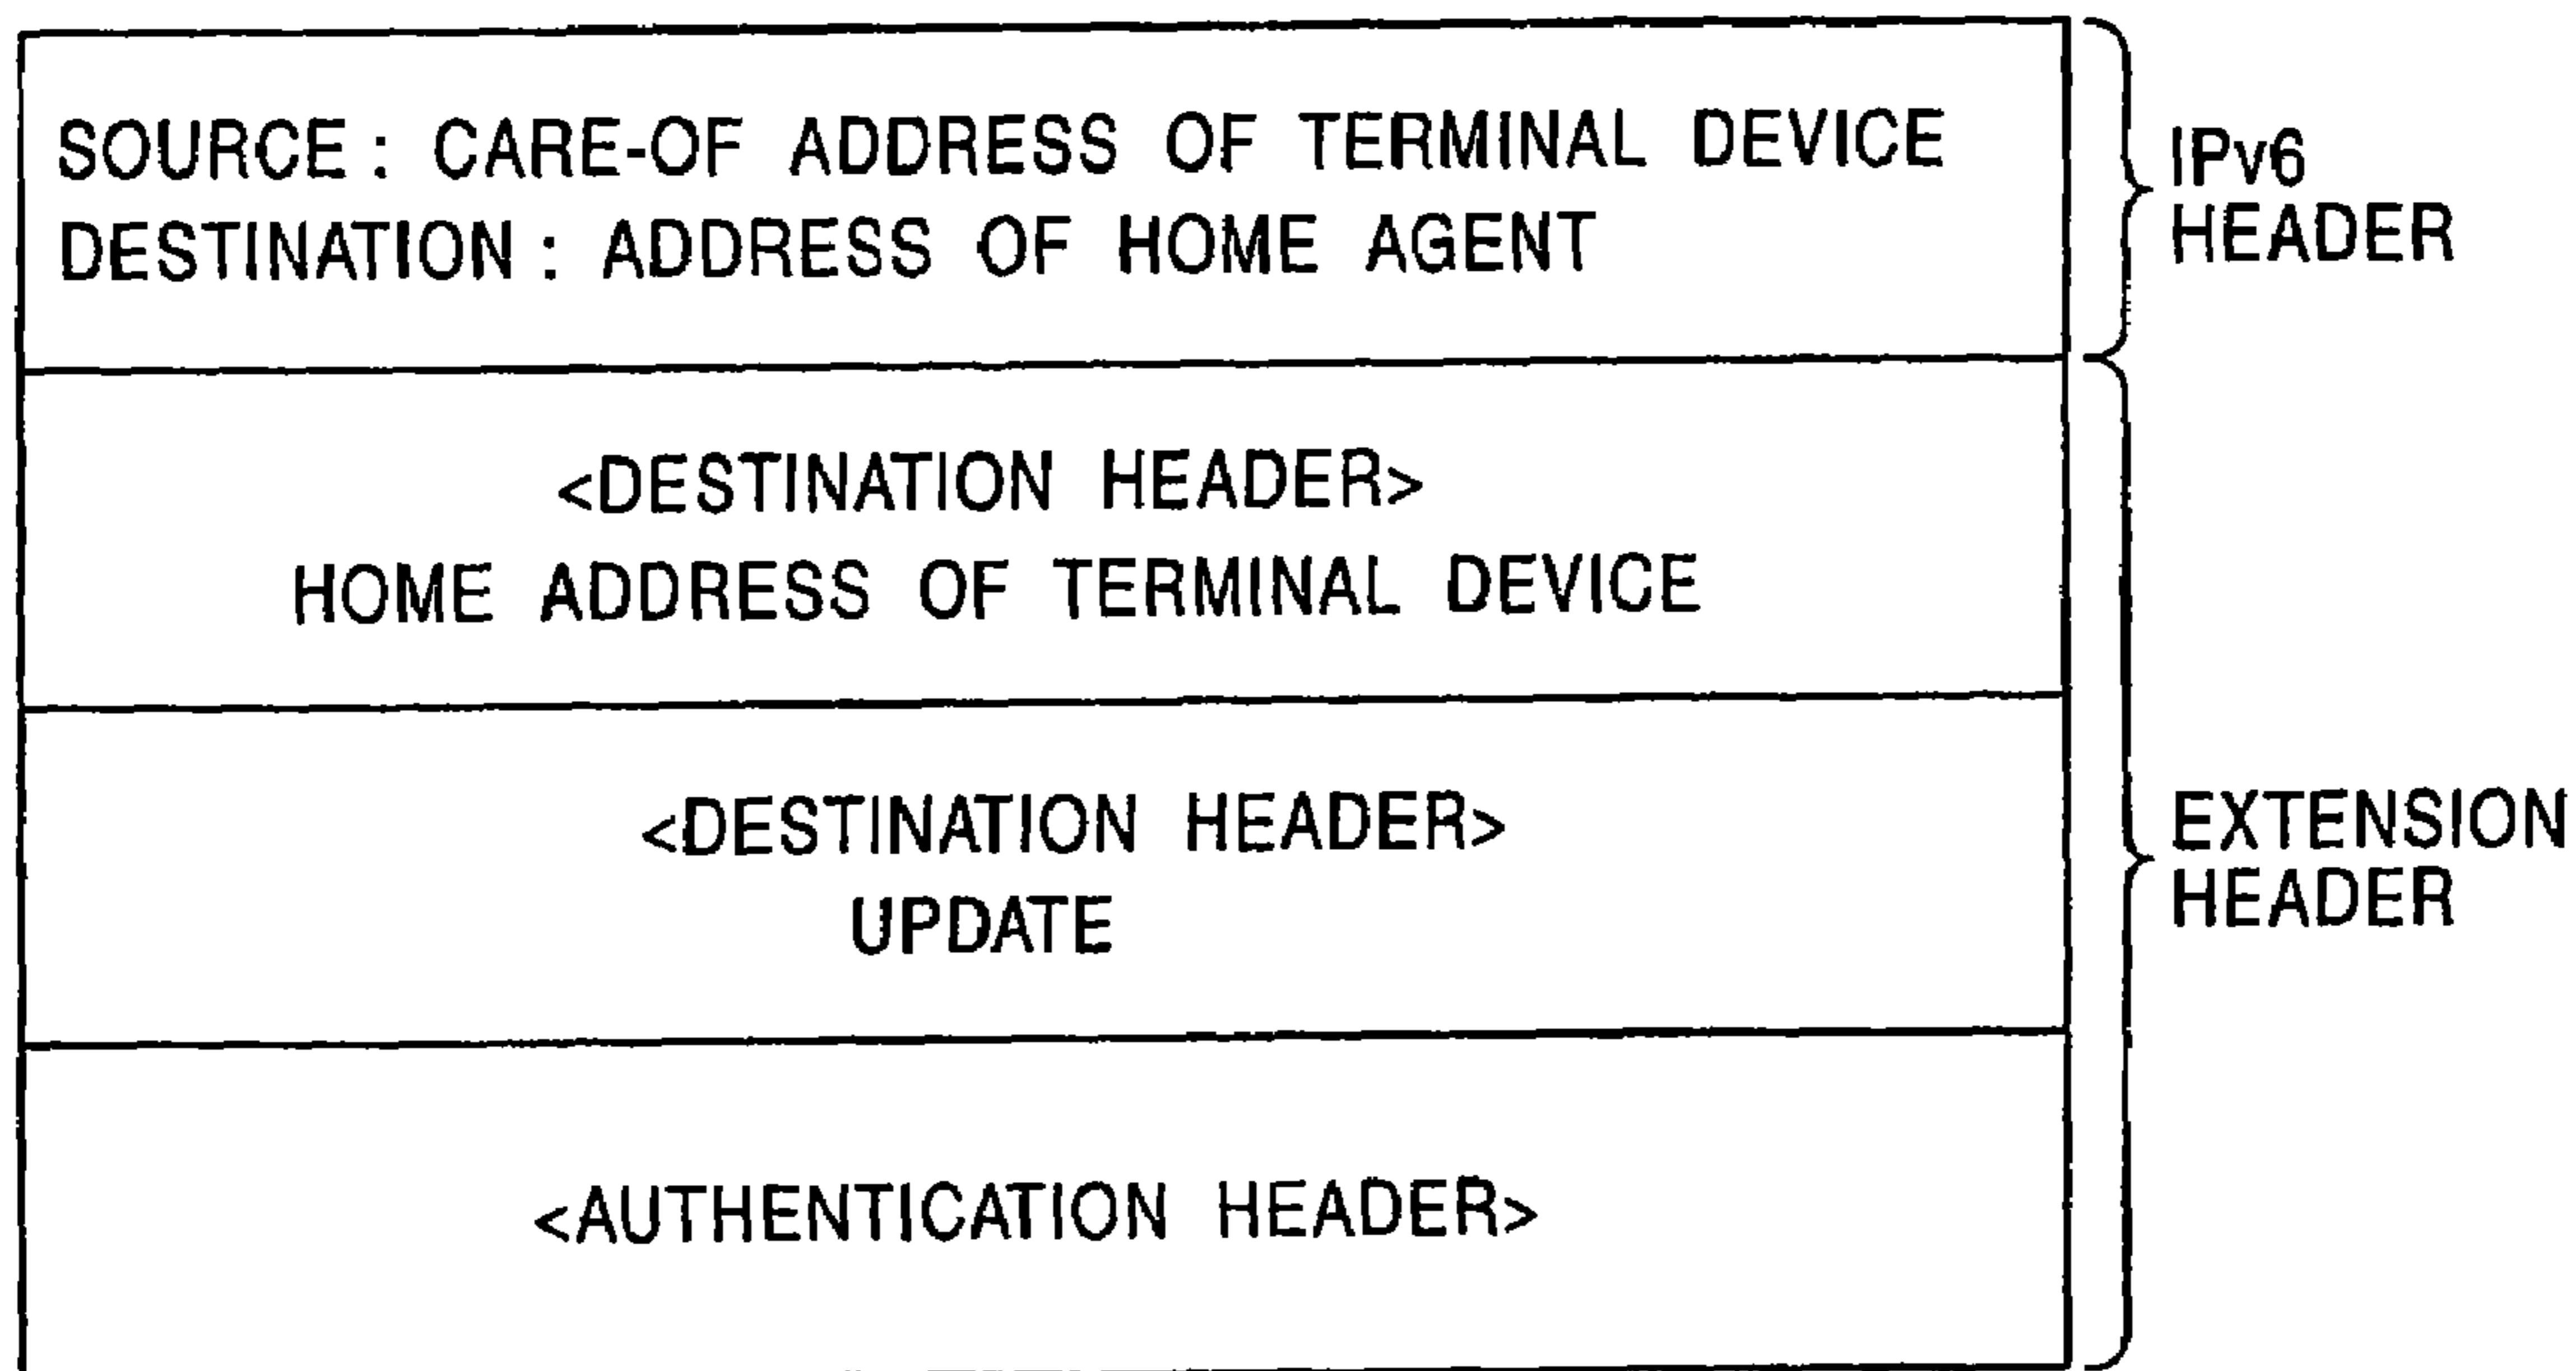 SOURCE : CARE-OF ADDRESS OF TERMINAL DEVICE
DESTINATION : ADDRESS OF HOME AGENT
IPv6
HEADER
<DESTINATION HEADER>
HOME ADDRESS OF TERMINAL DEVICE
<DESTINATION HEADER>
UPDATE
EXTENSION
HEADER
<AUTHENTICATION HEADER>